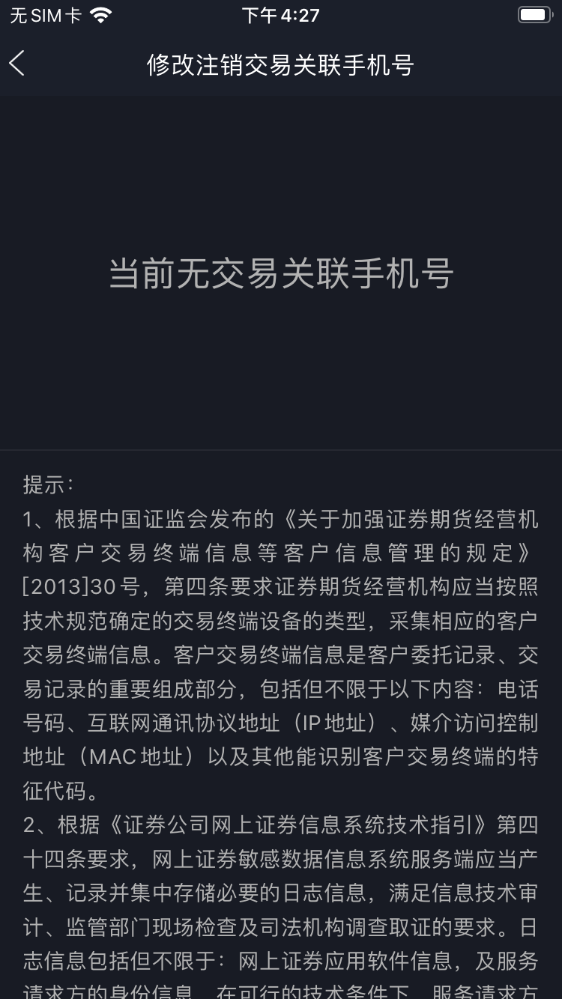 无SIM卡
下午4:27
修改注销交易关联手机号
当前无交易关联手机号
提示：
1、根据中国证监会发布的《关于加强证券期货经营机
构客户交易终端信息等客户信息管理的规定》
[2013]30号，第四条要求证券期货经营机构应当按照
技术规范确定的交易终端设备的类型，采集相应的客户
交易终端信息。客户交易终端信息是客户委托记录、交
易记录的重要组成部分，包括但不限于以下内容：电话
号码、互联网通讯协议地址（IP地址）、媒介访问控制
地址（MAC地址）以及其他能识别客户交易终端的特
征代码。
2、根据《证券公司网上证券信息系统技术指引》第四
十四条要求，网上证券敏感数据信息系统服务端应当产
生、记录并集中存储必要的日志信息，满足信息技术审
计、监管部门现场检查及司法机构调查取证的要求。日
志信息包括但不限于：网上证券应用软件信息，及服务
请求方的身份信息，在可行的技术条件下，服务请求方